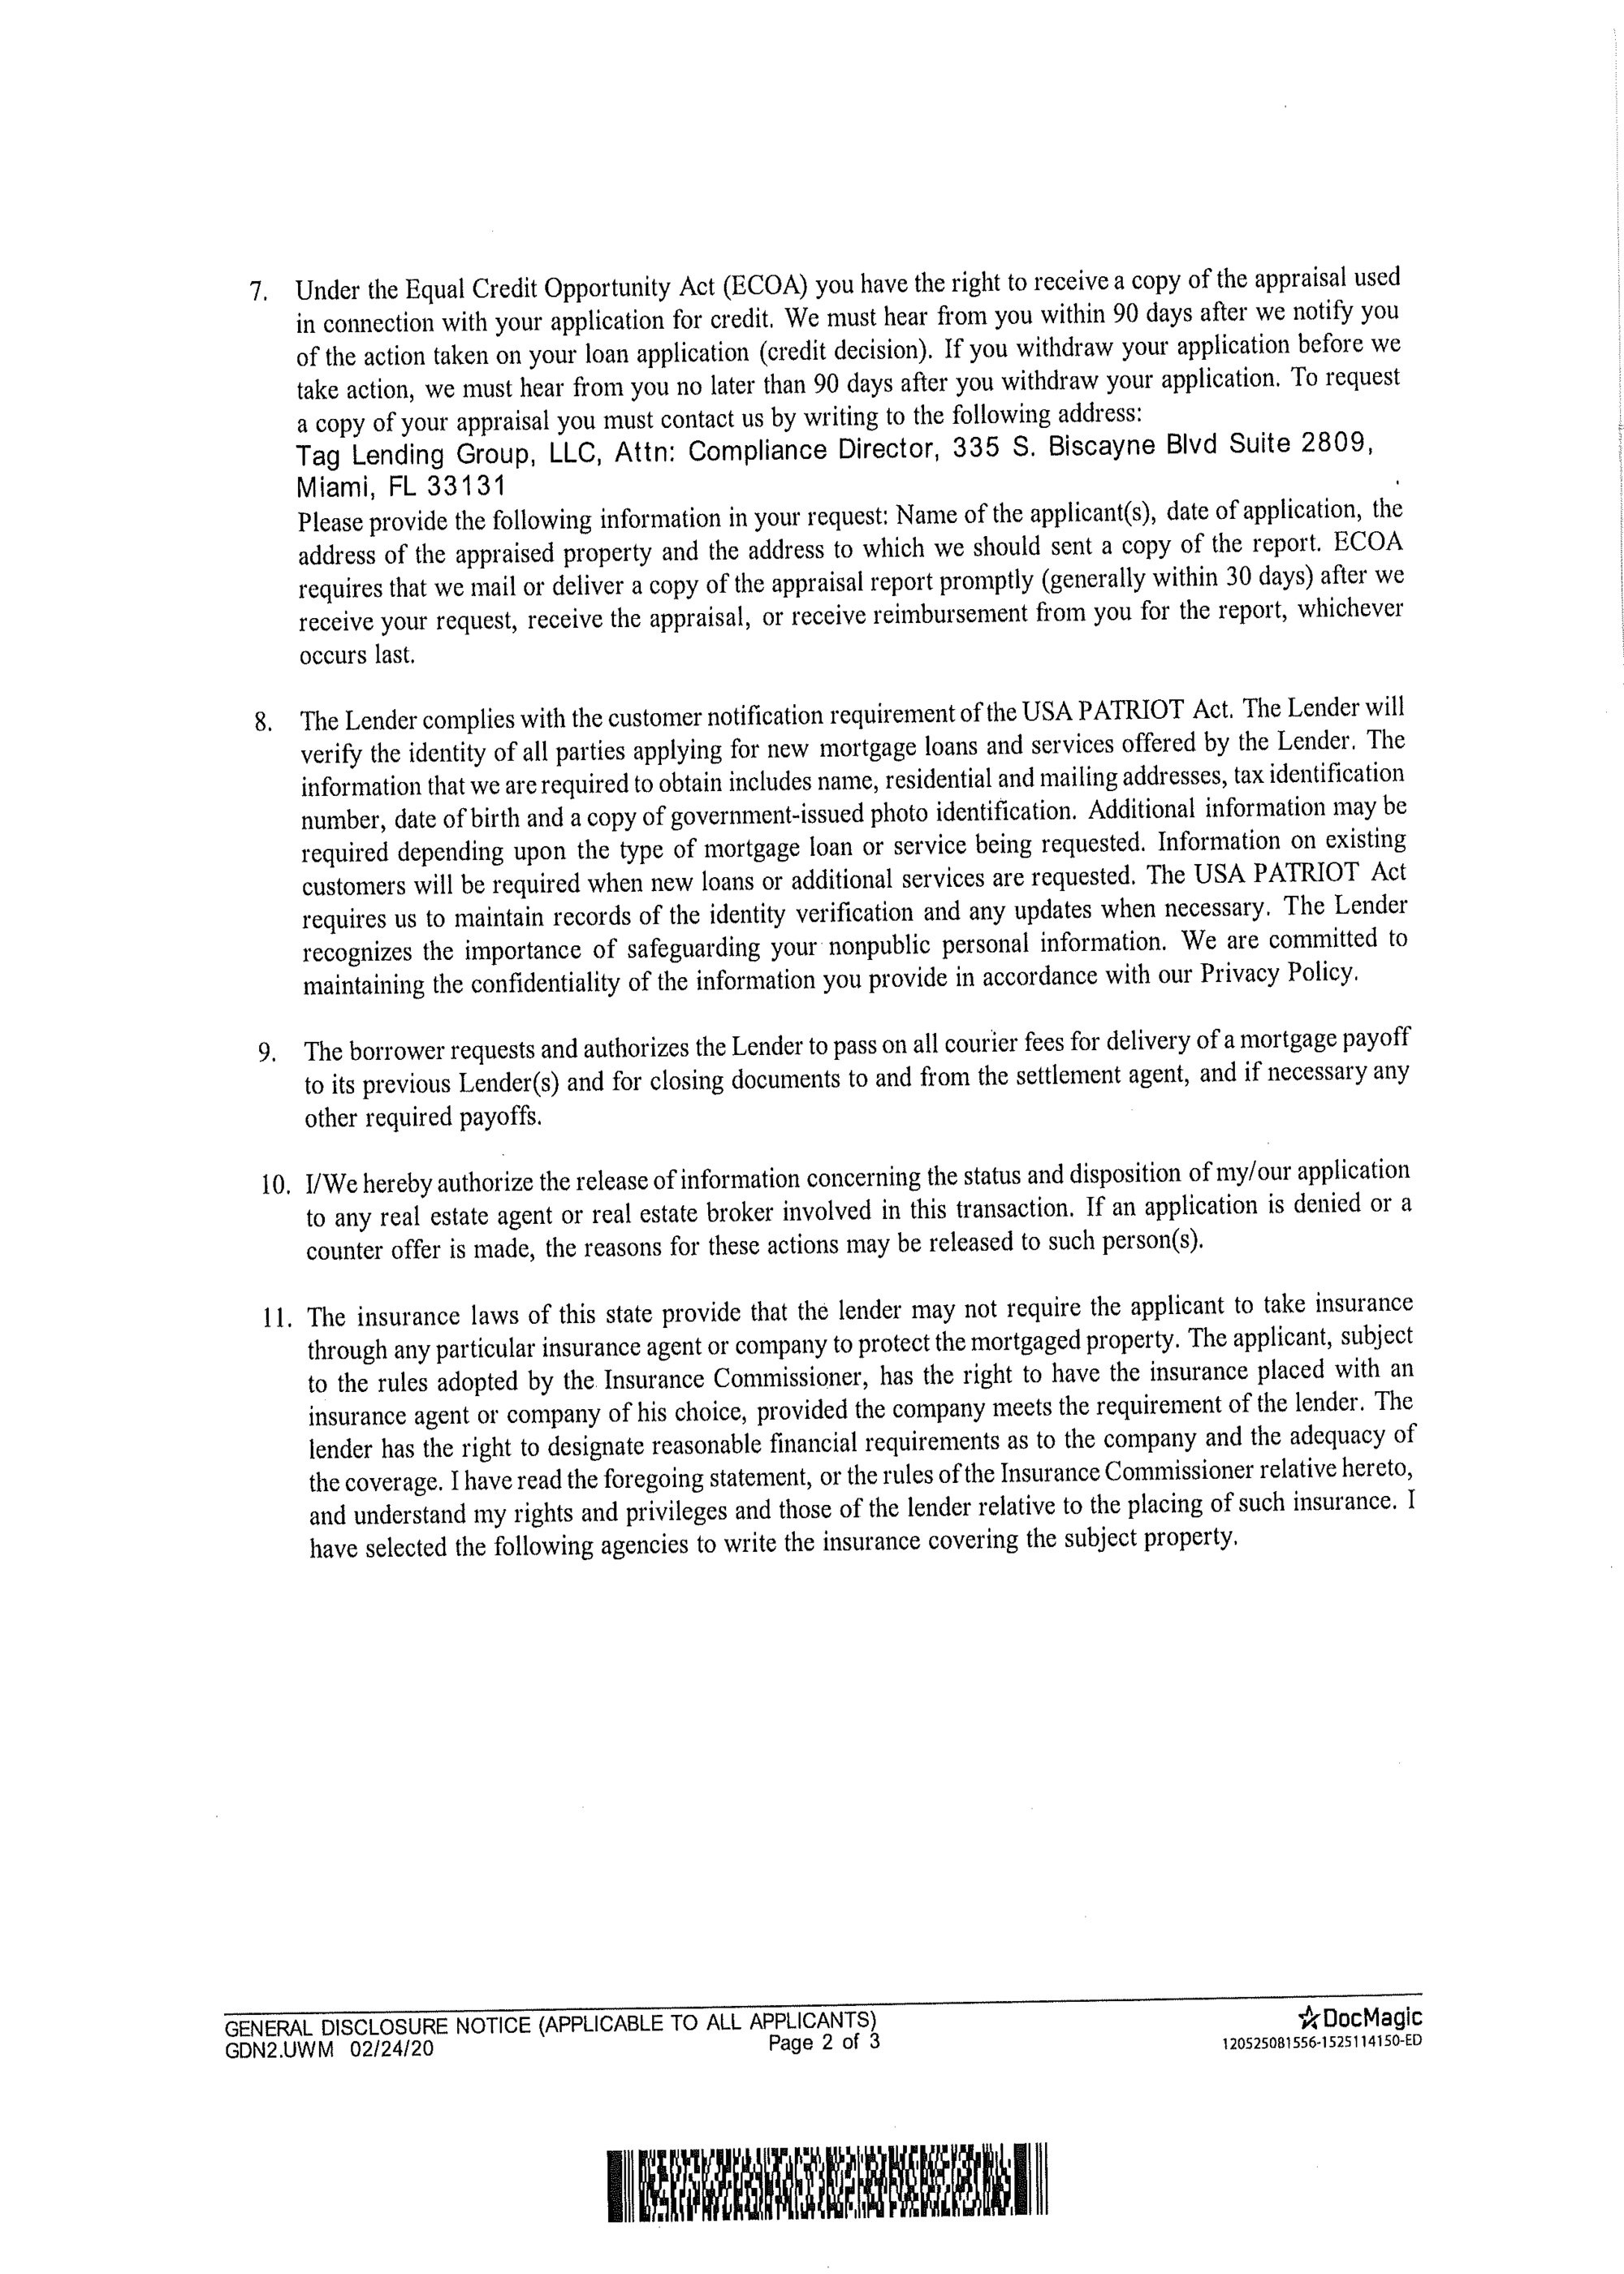 7. Under the Equal Credit Opportunity Act (ECOA) you have the right to receive a copy of the appraisal used
in connection with your application for credit. We must hear from you within 90 days after we notify you
of the action taken on your loan application (credit decision). If you withdraw your application before we
take action, we must hear from you no later than 90 days after you withdraw your application. To request
a copy of your appraisal you must contact us by writing to the following address:
Tag Lending Group, LLC, Attn: Compliance Director, 335 S. Biscayne Blvd Suite 2809,
Miami, FL 33131
Please provide the following information in your request: Name of the applicant(s), date of application, the
address of the appraised property and the address to which we should sent a copy of the report. ECOA
requires that we mail or deliver a copy of the appraisal report promptly (generally within 30 days) after we
receive your request, receive the appraisal, or receive reimbursement from you for the report, whichever
occurs last.
8. The Lender complies with the customer notification requirement of the USA PATRIOT Act. The Lender will
verify the identity of all parties applying for new mortgage loans and services offered by the Lender. The
information that we are required to obtain includes name, residential and mailing addresses, tax identification
number, date of birth and a copy of government-issued photo identification. Additional information may be
required depending upon the type of mortgage loan or service being requested. Information on existing
customers will be required when new loans or additional services are requested. The USA PATRIOT Act
requires us to maintain records of the identity verification and any updates when necessary. The Lender
recognizes the importance of safeguarding your nonpublic personal information. We are committed to
maintaining the confidentiality of the information you provide in accordance with our Privacy Policy.
9. The borrower requests and authorizes the Lender to pass on all courier fees for delivery of a mortgage payoff
to its previous Lender(s) and for closing documents to and from the settlement agent, and if necessary any
other required payoffs.
10. I/We hereby authorize the release of information concerning the status and disposition of my/our application
to any real estate agent or real estate broker involved in this transaction. If an application is denied or a
counter offer is made, the reasons for these actions may be released to such person(s).
11. The insurance laws of this state provide that the lender may not require the applicant to take insurance
through any particular insurance agent or company to protect the mortgaged property. The applicant, subject
to the rules adopted by the Insurance Commissioner, has the right to have the insurance placed with an
insurance agent or company of his choice, provided the company meets the requirement of the lender. The
lender has the right to designate reasonable financial requirements as to the company and the adequacy of
the coverage. I have read the foregoing statement, or the rules of the Insurance Commissioner relative hereto,
and understand my rights and privileges and those of the lender relative to the placing of such insurance. I
have selected the following agencies to write the insurance covering the subject property.
GENERAL DISCLOSURE NOTICE (APPLICABLE TO ALL APPLICANTS)
GDN2.UWM 02/24/20
Page 2 of 3
DocMagic
120525081556-1525114150-ED